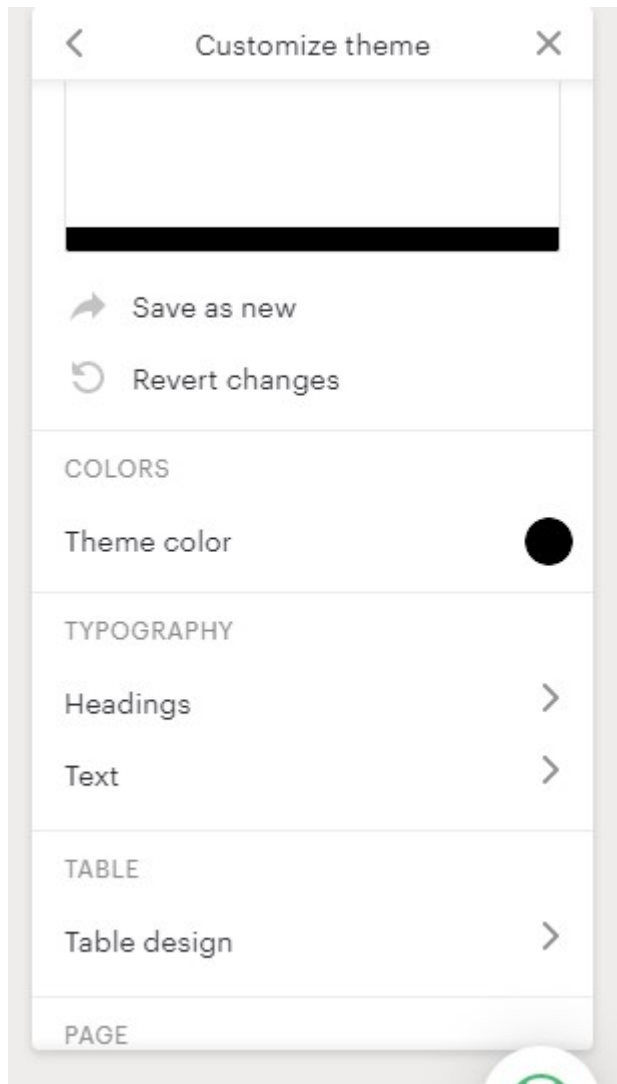 Customize theme
Save as new
Revert changes
COLORS
Theme color
TYPOGRAPHY
Headings
Text
TABLE
Table design
PAGE